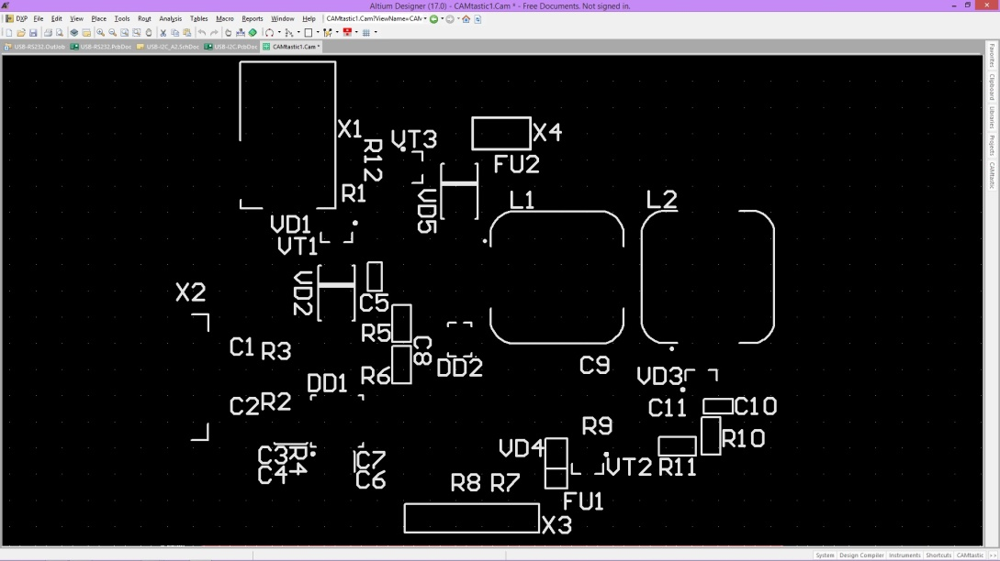 Altium Designer (17.0) - CAMtastic1.Cam * - Free Documents. Not signed in.
DXP File Edit View Place Tools Rout Analysis Tables Macro Reports Window Help CAMtastic1.Cam?ViewName=CAM
USB-RS232.OutJob USB-RS232.PcbDoc USB-I2C_A2.SchDoc USB-I2C.PcbDoc CAMtastic1.Cam *
Favorites
Clipboard
Libraries
Projects
CAMtastic
X1
R12
VT3
X4
FU2
R1
VD5
L1
L2
VD1
VT1
VD2
X2
C5
R5
C8
C1 R3
DD2
C9
R6
DD1
VD3
C2 R2
C11
C10
R9
R10
C3
R4
VD4
C7
C4
C6
VT2
R11
R8 R7
FU1
X3
System Design Compiler Instruments Shortcuts CAMtastic >>